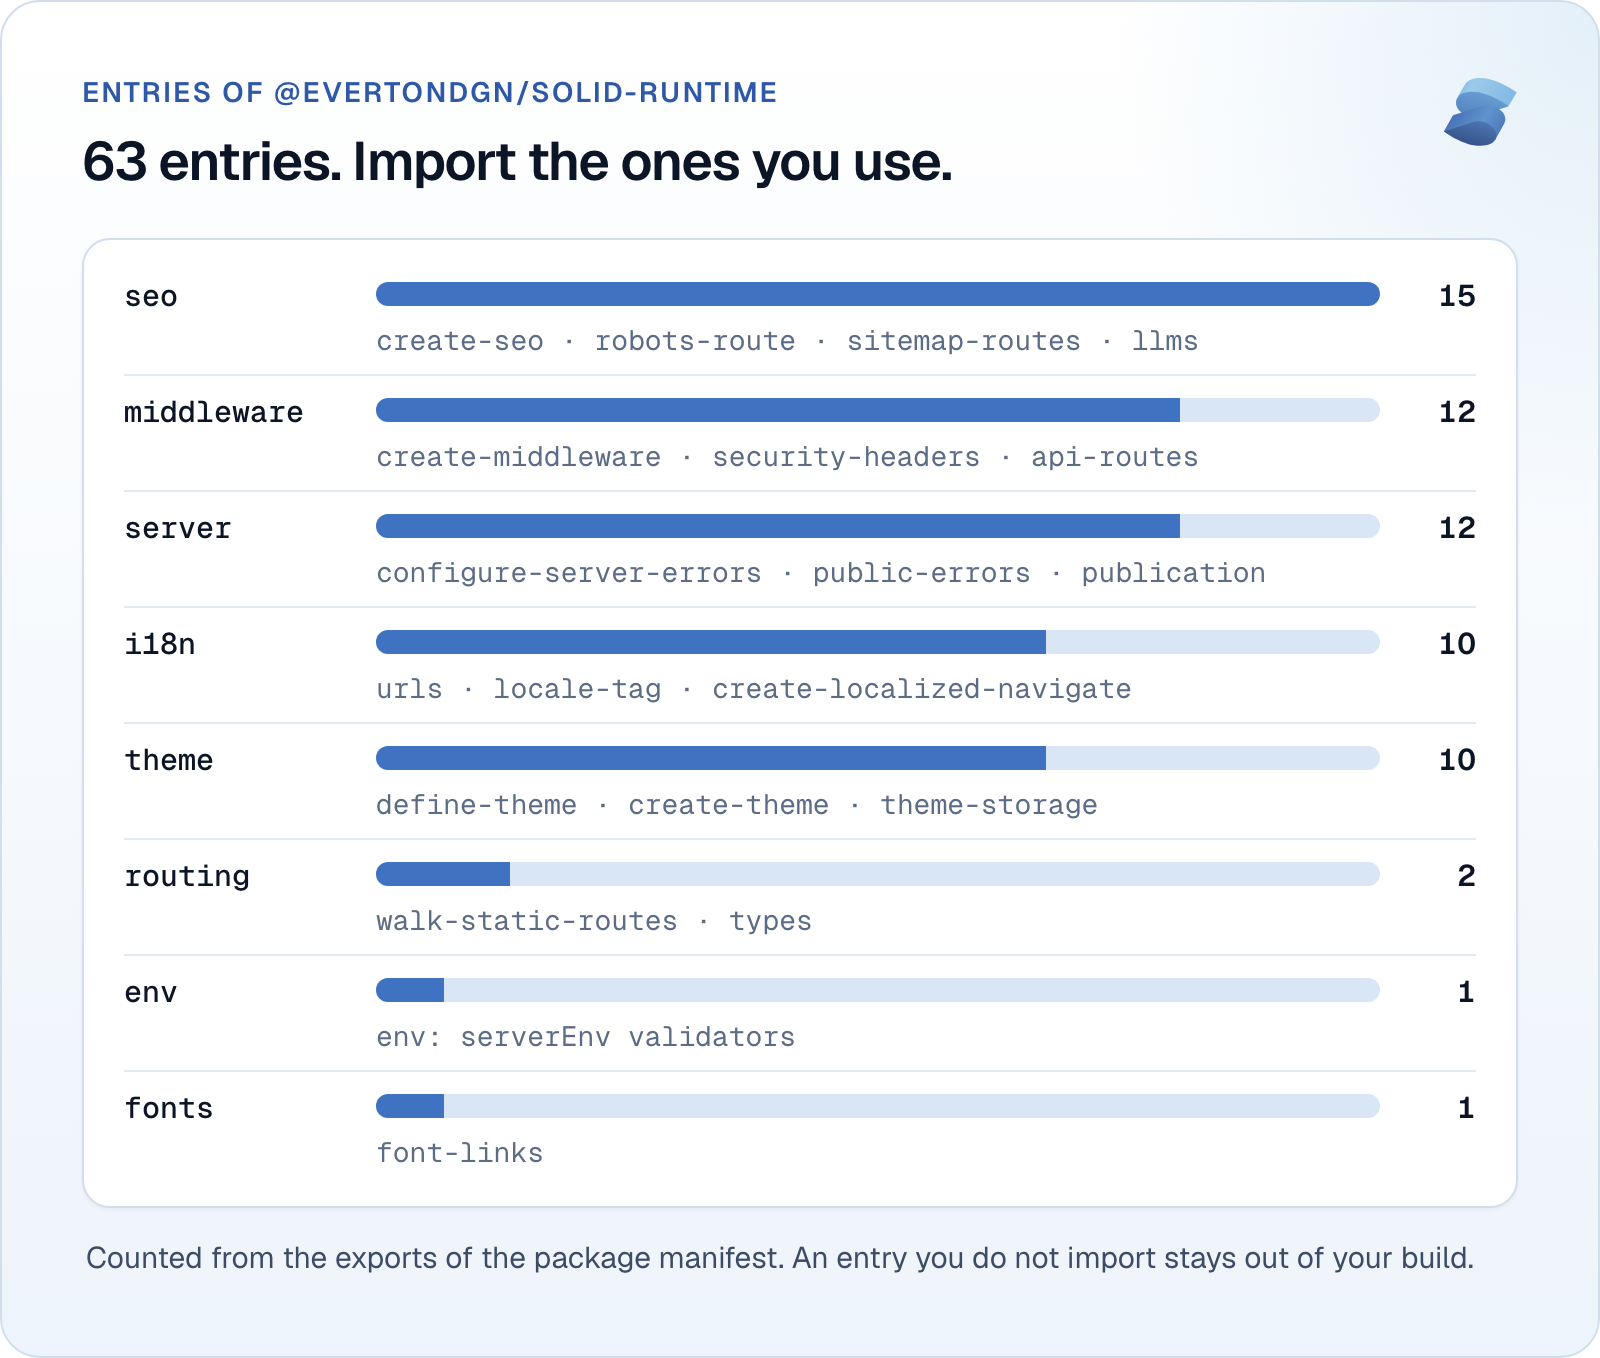 ENTRIES OF @EVERTONDGN/SOLID-RUNTIME
63 entries. Import the ones you use.
seo 15
create-seo · robots-route · sitemap-routes · llms
middleware 12
create-middleware · security-headers · api-routes
server 12
configure-server-errors · public-errors · publication
i18n 10
urls · locale-tag · create-localized-navigate
theme 10
define-theme · create-theme · theme-storage
routing 2
walk-static-routes · types
env 1
env: serverEnv validators
fonts 1
font-links
Counted from the exports of the package manifest. An entry you do not import stays out of your build.